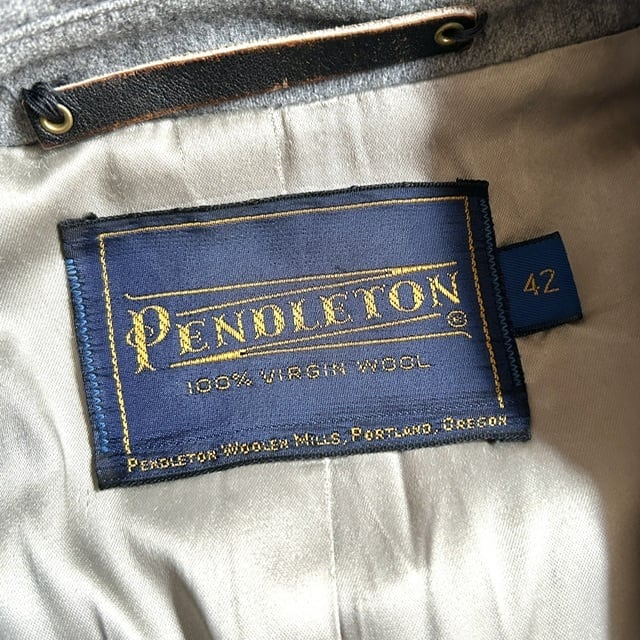 PENDLETON®
100% VIRGIN WOOL
PENDLETON WOOLEN MILLS, PORTLAND, OREGON
42